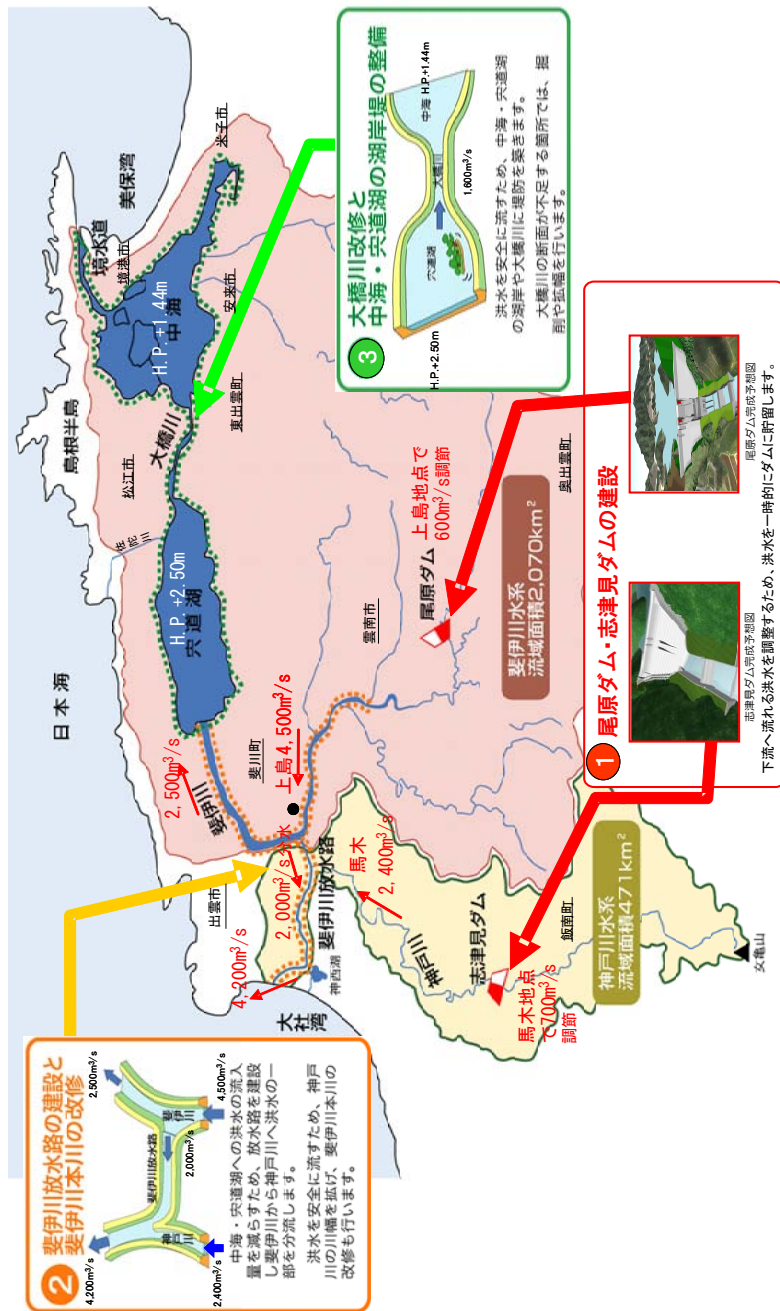 日本海
島根半島
美保湾
境水道
境港市
米子市
中海
H.P.+1.44m
安来市
大橋川
東出雲町
松江市
佐陀川
宍道湖
H.P.+2.50m
2,500m³/s
斐伊川
斐川町
上島4,500m³/s
出雲市
2,000m³/s分水
斐伊川放水路
4,200m³/s
神西湖
大社湾
馬木
2,400m³/s
神戸川
志津見ダム
馬木地点
で700m³/s
調節
飯南町
女亀山
神戸川水系
流域面積471km²
雲南市
尾原ダム
上島地点で
600m³/s調節
奥出雲町
斐伊川水系
流域面積2,070km²
② 斐伊川放水路の建設と
斐伊川本川の改修
4,200m³/s
2,500m³/s
斐伊川放水路
神戸川
斐伊川
2,000m³/s
2,400m³/s
4,500m³/s
中海・宍道湖への洪水の流入
量を減らすため、放水路を建設
し斐伊川から神戸川へ洪水の一
部を分流します。
洪水を安全に流すため、神戸
川の川幅を拡げ、斐伊川本川の
改修も行います。
③ 大橋川改修と
中海・宍道湖の湖岸堤の整備
H.P.+2.50m
宍道湖
大橋川
中海 H.P.+1.44m
1,600m³/s
洪水を安全に流すため、中海・宍道湖
の湖岸や大橋川に堤防を築きます。
大橋川の断面が不足する箇所では、掘
削や拡幅を行います。
① 尾原ダム・志津見ダムの建設
志津見ダム完成予想図
尾原ダム完成予想図
下流へ流れる洪水を調整するため、洪水を一時的にダムに貯留します。